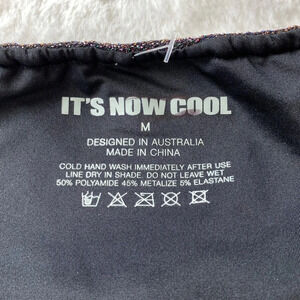 IT'S NOW COOL
M
DESIGNED IN AUSTRALIA
MADE IN CHINA
COLD HAND WASH IMMEDIATELY AFTER USE
LINE DRY IN SHADE. DO NOT LEAVE WET
50% POLYAMIDE 45% METALIZE 5% ELASTANE